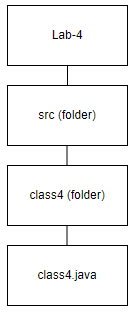 Lab-4
src (folder)
class4 (folder)
class4.java